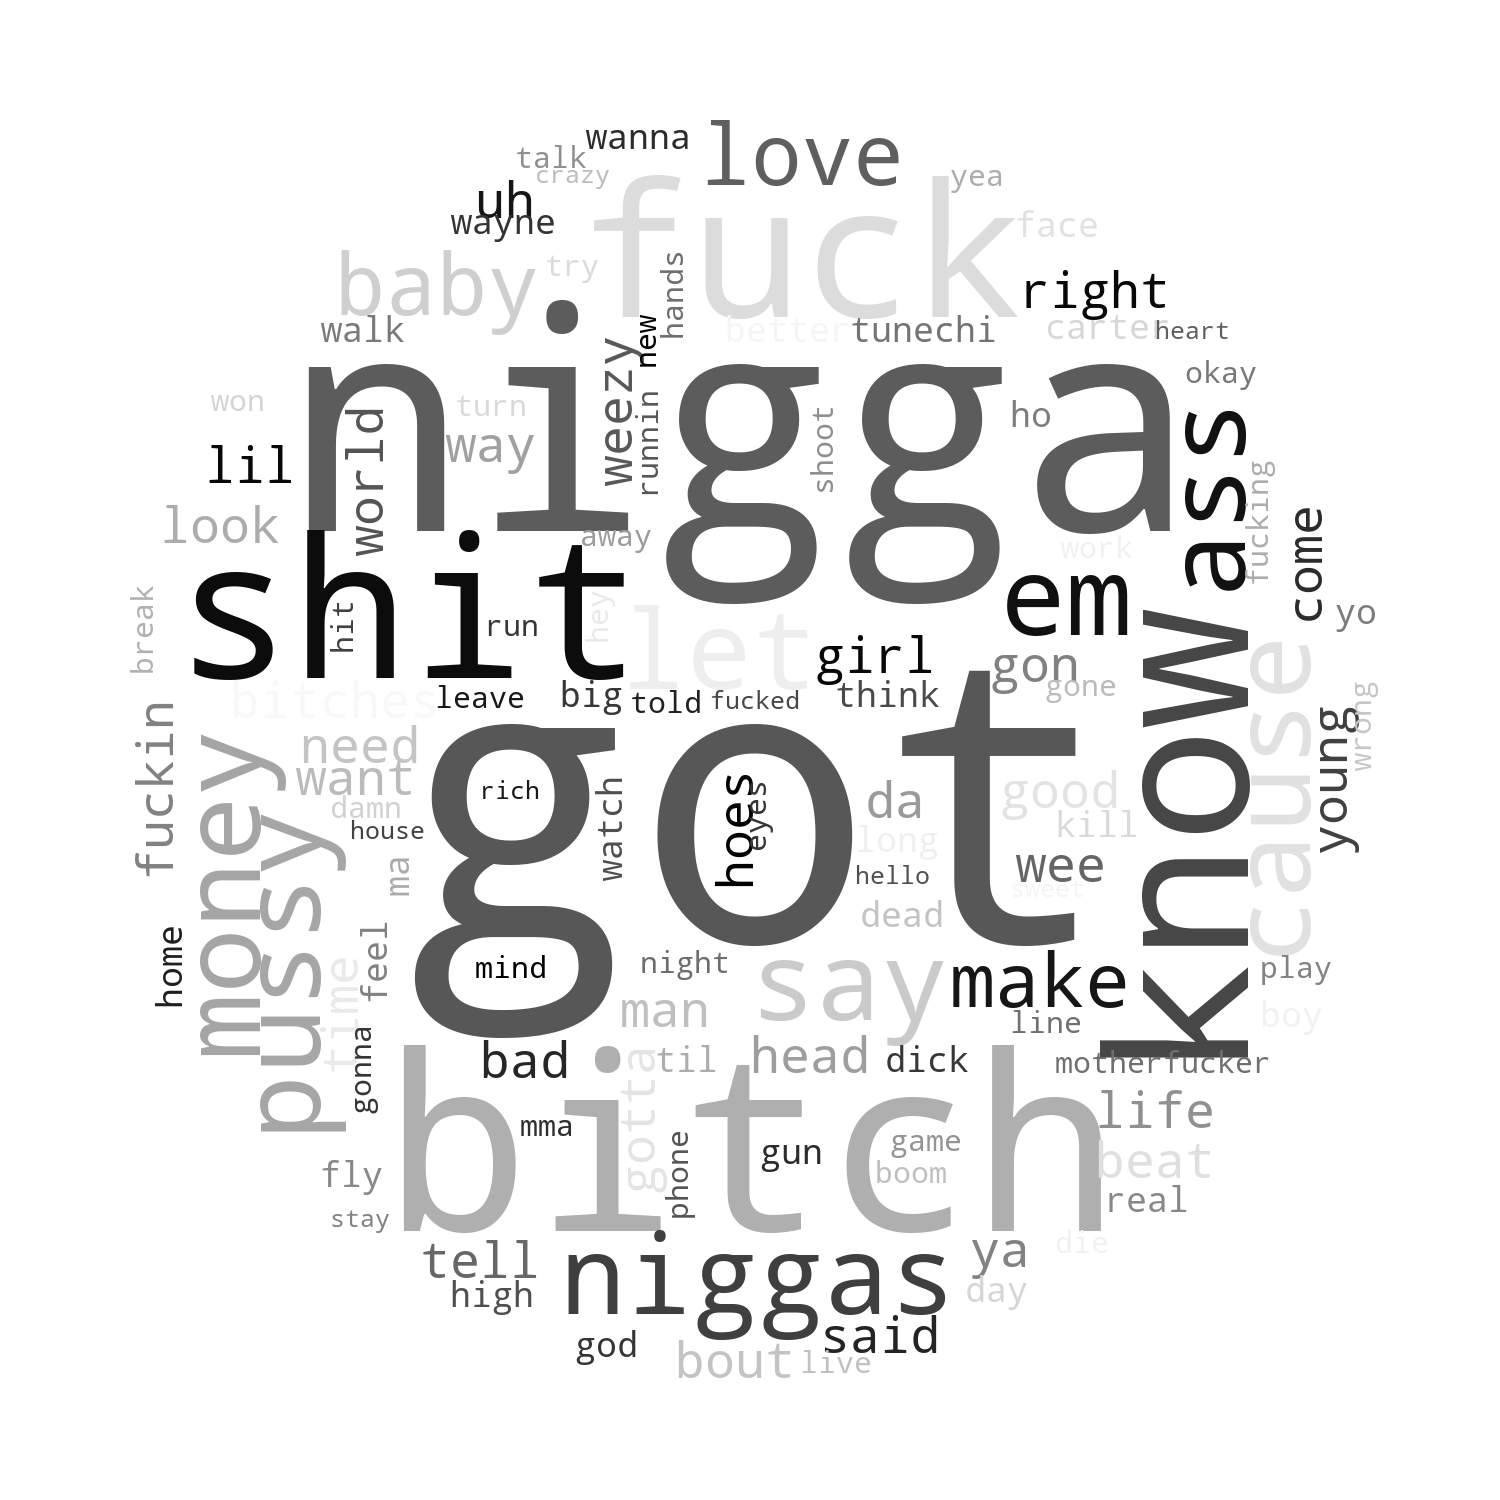 wanna
love
talk
crazy
yea
uh
wayne
fuck
face
baby
try
hands
right
walk
new
better
tunechi
carter
heart
nigga
weezy
okay
won
turn
ho
lil
world
way
runnin
shoot
ass
look
away
fucking
come
shit
work
em
break
hit
run
hey
let
girl
gon
know
yo
cause
bitches
leave
big
told
fucked
think
gone
fuckin
need
want
got
young
wrong
money
pussy
damn
rich
house
watch
hoes
eyes
da
good
kill
long
ma
hello
wee
sweet
dead
home
time
feel
mind
night
say
make
play
man
line
boy
gonna
bad
gotta
til
head
dick
motherfucker
bitch
life
mma
phone
gun
game
boom
beat
fly
real
stay
tell
niggas
ya
die
high
day
god
said
bout
live